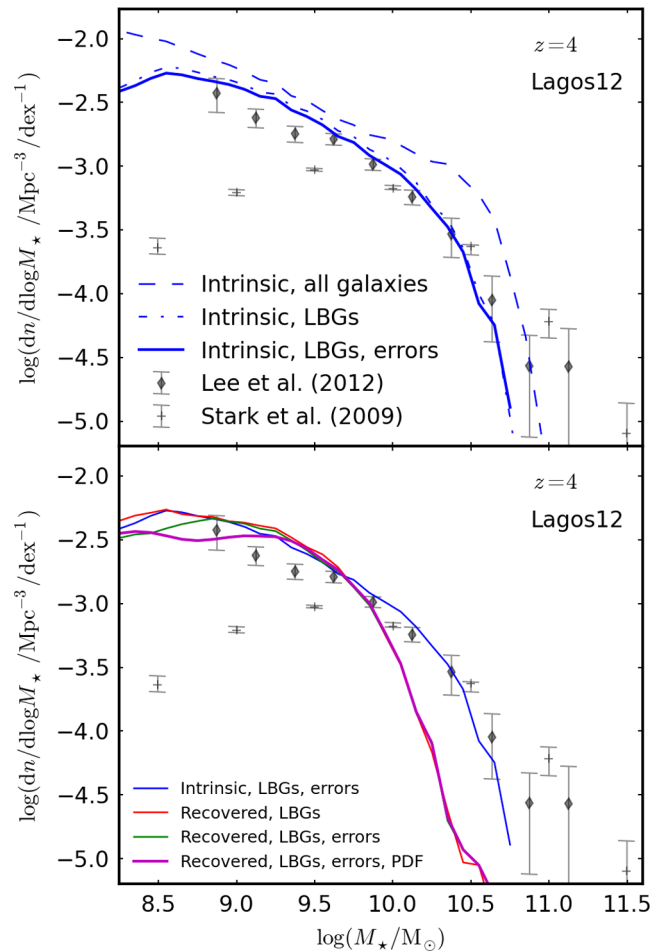 −2.0
−2.5
−3.0
−3.5
−4.0
−4.5
−5.0
log(dn/dlogM⋆ /Mpc⁻³ /dex⁻¹)
z=4
Lagos12
Intrinsic, all galaxies
Intrinsic, LBGs
Intrinsic, LBGs, errors
Lee et al. (2012)
Stark et al. (2009)
−2.0
−2.5
−3.0
−3.5
−4.0
−4.5
−5.0
log(dn/dlogM⋆ /Mpc⁻³ /dex⁻¹)
z=4
Lagos12
Intrinsic, LBGs, errors
Recovered, LBGs
Recovered, LBGs, errors
Recovered, LBGs, errors, PDF
8.5 9.0 9.5 10.0 10.5 11.0 11.5
log(M⋆/M⊙)